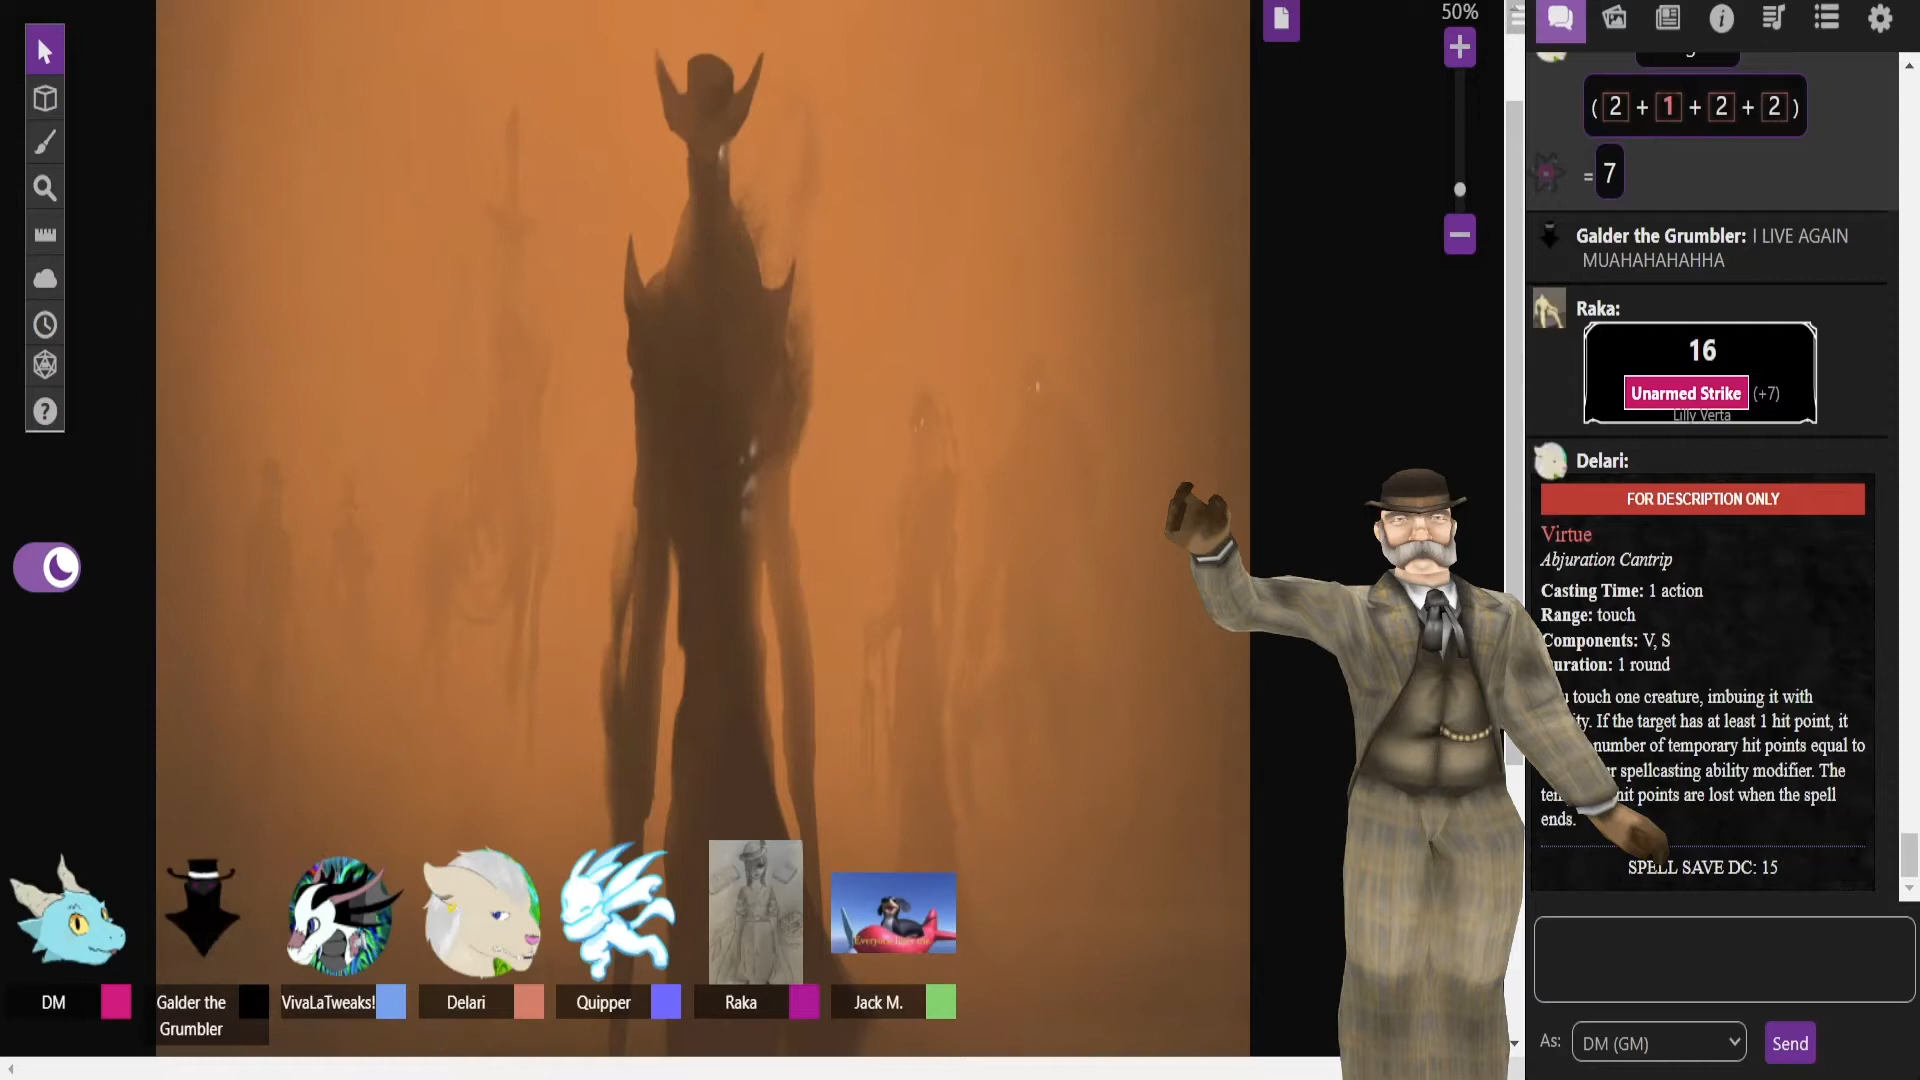 50%
( 2 + 1 + 2 + 2 )
= 7
Galder the Grumbler: I LIVE AGAIN
MUAHAHAHAHHA
Raka:
16
Unarmed Strike (+7)
Lilly Verta
Delari:
FOR DESCRIPTION ONLY
Virtue
Abjuration Cantrip
Casting Time: 1 action
Range: touch
Components: V, S
uration: 1 round
touch one creature, imbuing it with
ity. If the target has at least 1 hit point, it
number of temporary hit points equal to
r spellcasting ability modifier. The
hit points are lost when the spell
ends.
SPELL SAVE DC: 15
As: DM (GM) Send
DM
Galder the
Grumbler
VivaLaTweaks!
Delari
Quipper
Raka
Jack M.